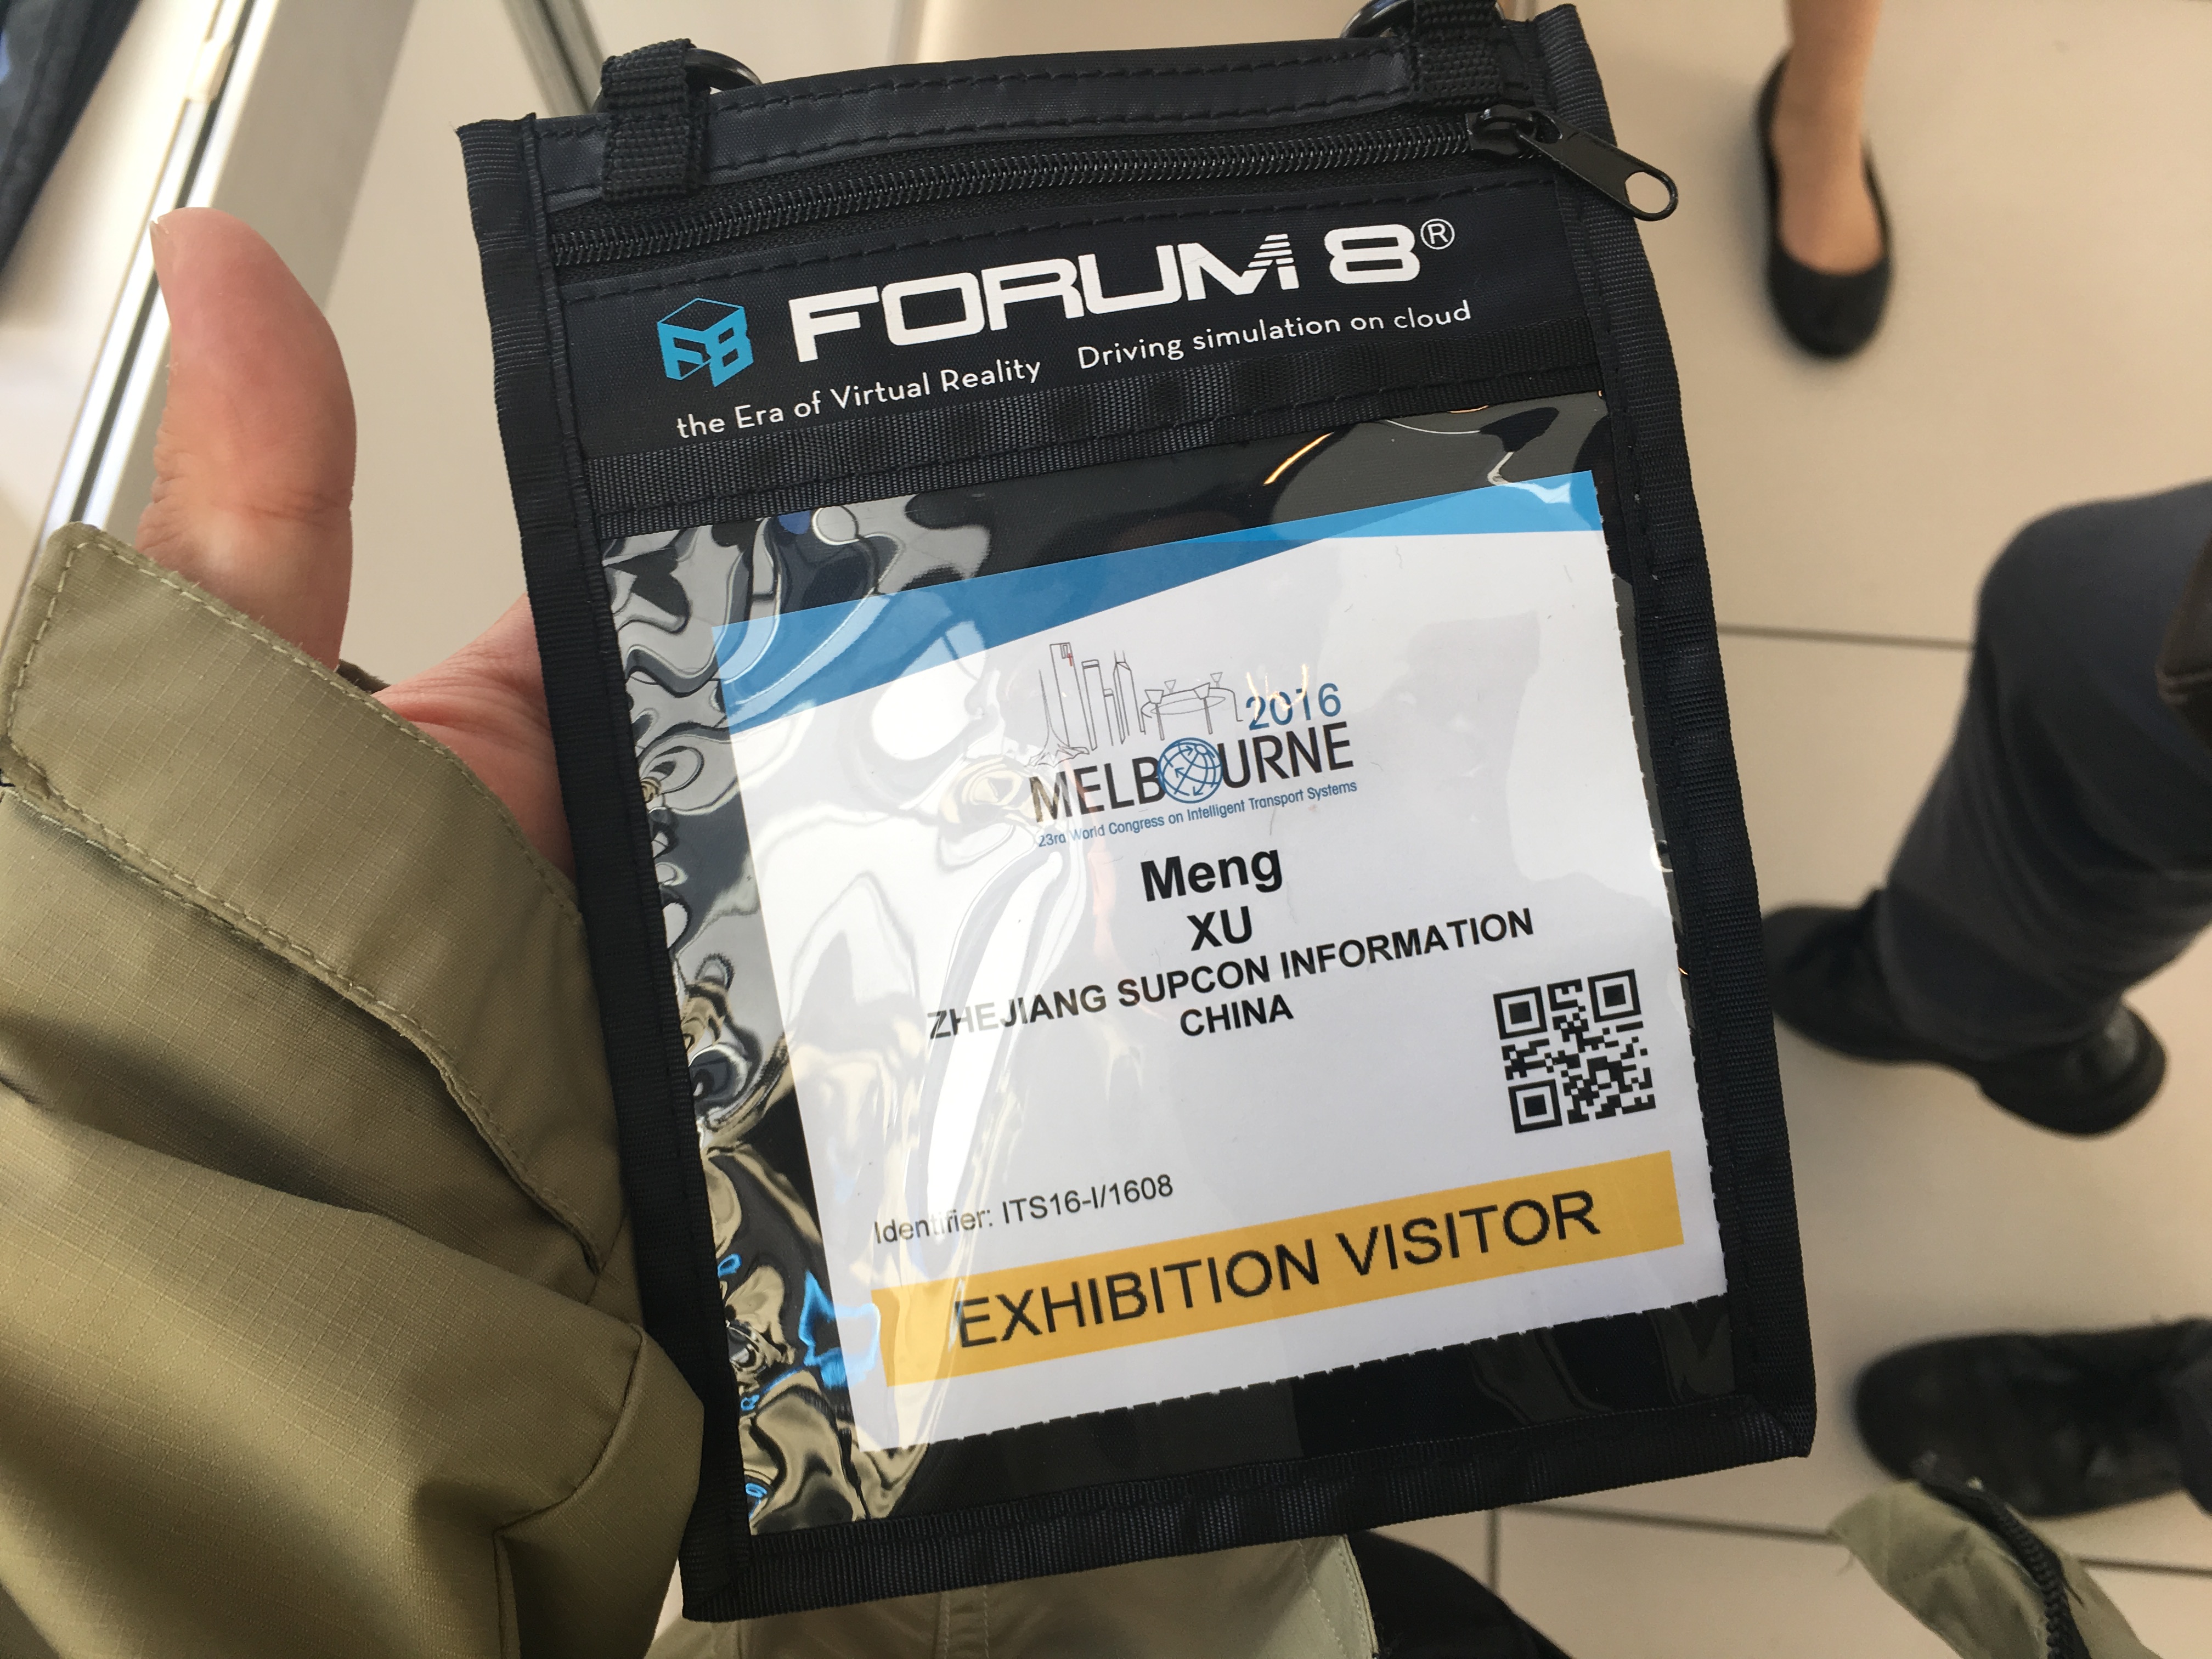 FORUM 8®
the Era of Virtual Reality Driving simulation on cloud
2016
MELBOURNE
23rd World Congress on Intelligent Transport Systems
Meng
XU
ZHEJIANG SUPCON INFORMATION
CHINA
Identifier: ITS16-I/1608
EXHIBITION VISITOR